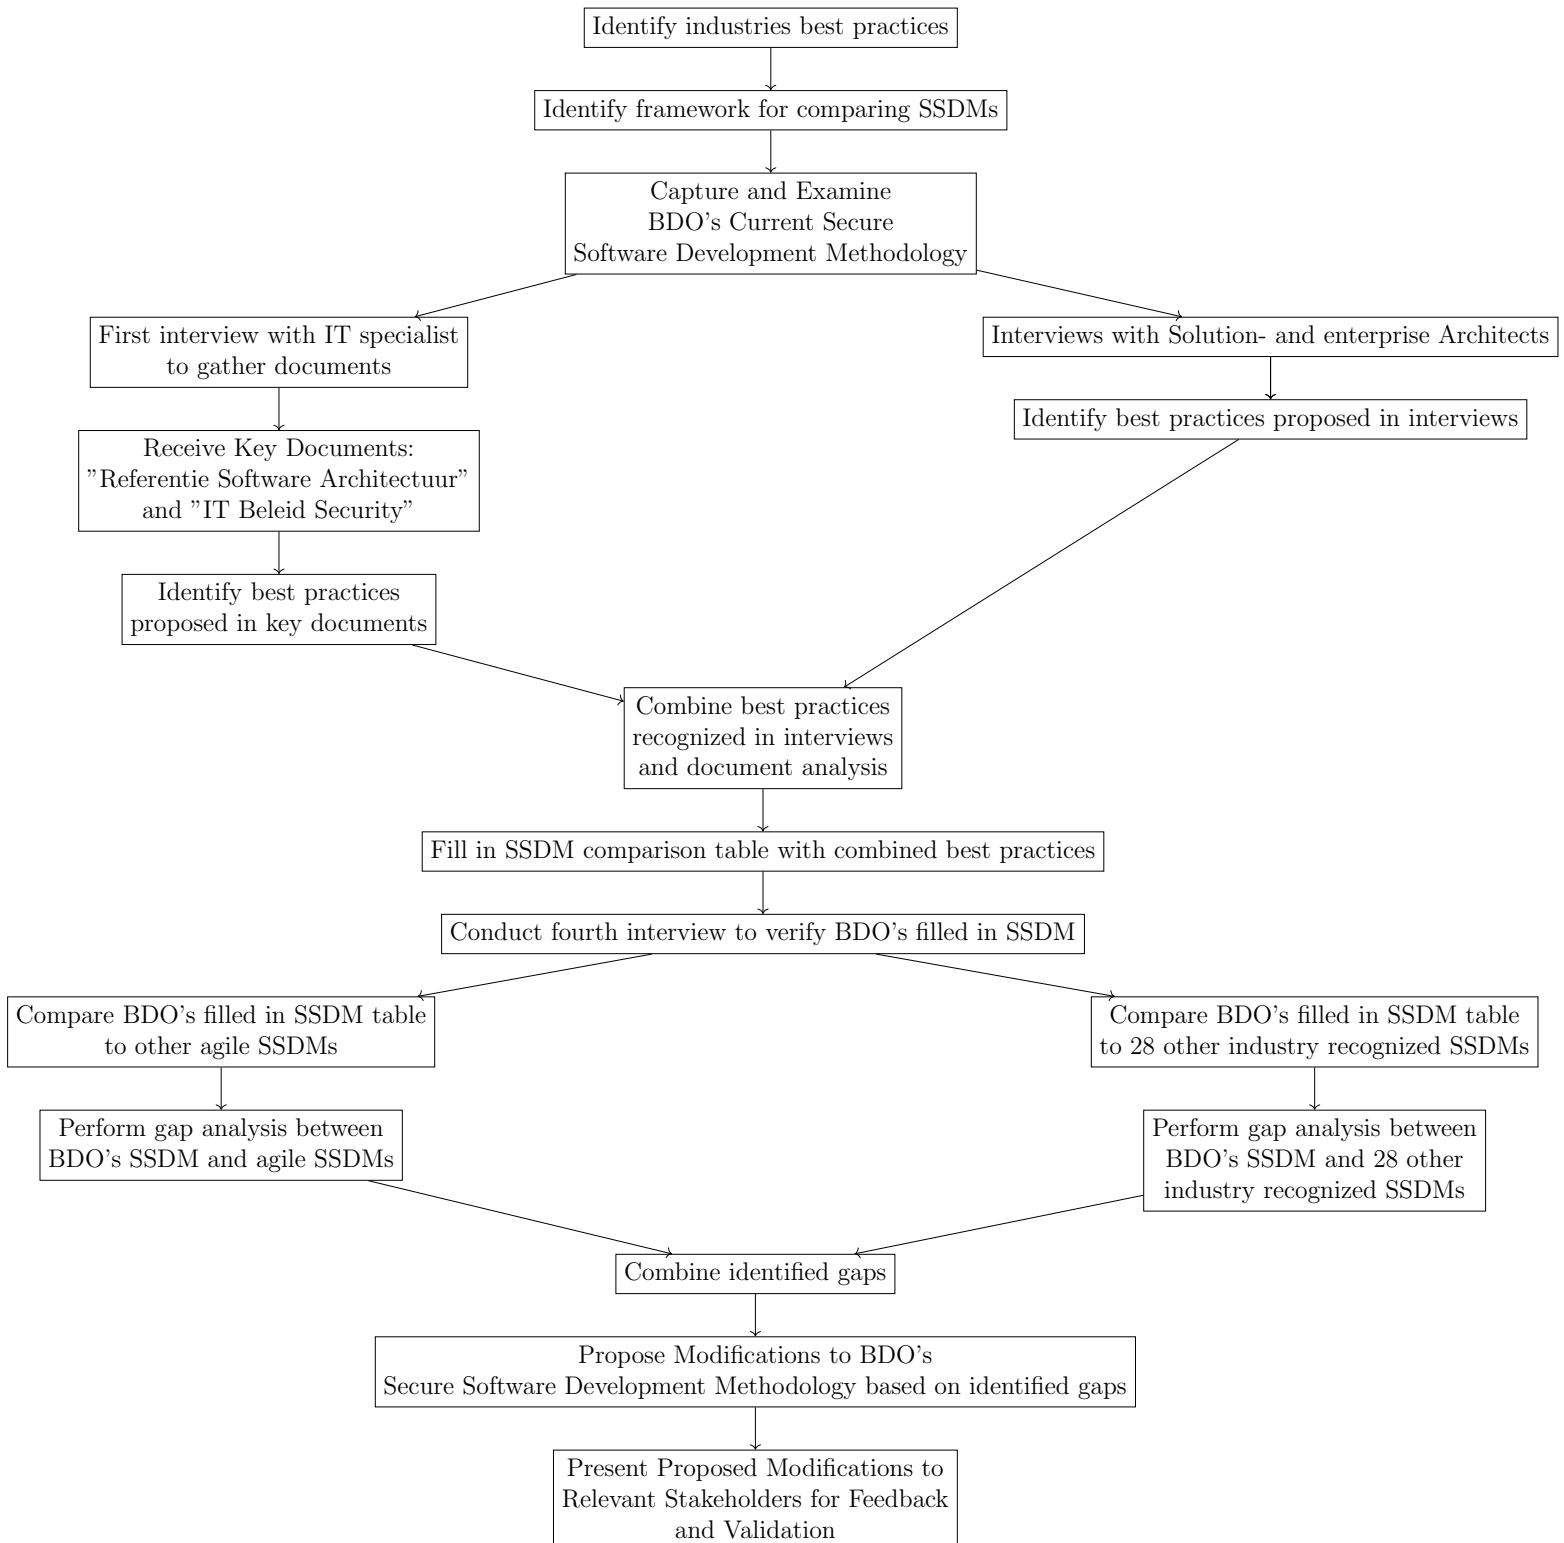 Identify industries best practices
Identify framework for comparing SSDMs
Capture and Examine
BDO's Current Secure
Software Development Methodology
First interview with IT specialist
to gather documents
Interviews with Solution- and enterprise Architects
Identify best practices proposed in interviews
Receive Key Documents:
”Referentie Software Architectuur”
and ”IT Beleid Security”
Identify best practices
proposed in key documents
Combine best practices
recognized in interviews
and document analysis
Fill in SSDM comparison table with combined best practices
Conduct fourth interview to verify BDO's filled in SSDM
Compare BDO's filled in SSDM table
to other agile SSDMs
Compare BDO's filled in SSDM table
to 28 other industry recognized SSDMs
Perform gap analysis between
BDO's SSDM and agile SSDMs
Perform gap analysis between
BDO's SSDM and 28 other
industry recognized SSDMs
Combine identified gaps
Propose Modifications to BDO's
Secure Software Development Methodology based on identified gaps
Present Proposed Modifications to
Relevant Stakeholders for Feedback
and Validation